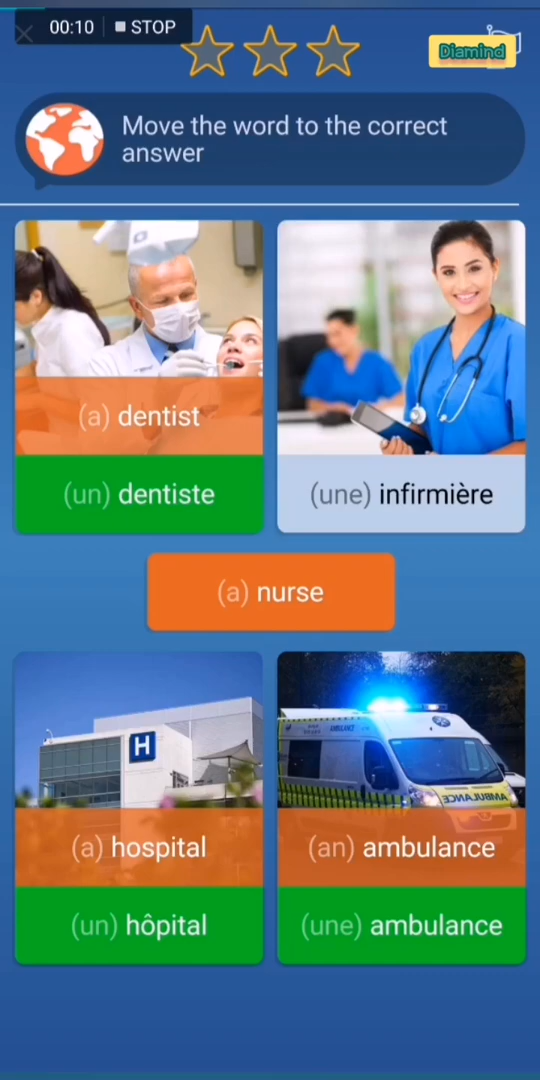 00:10 STOP
Diamind
Move the word to the correct
answer
(a) dentist
(un) dentiste
(une) infirmière
(a) nurse
H
AMBULANCE
(a) hospital
(un) hôpital
(an) ambulance
(une) ambulance